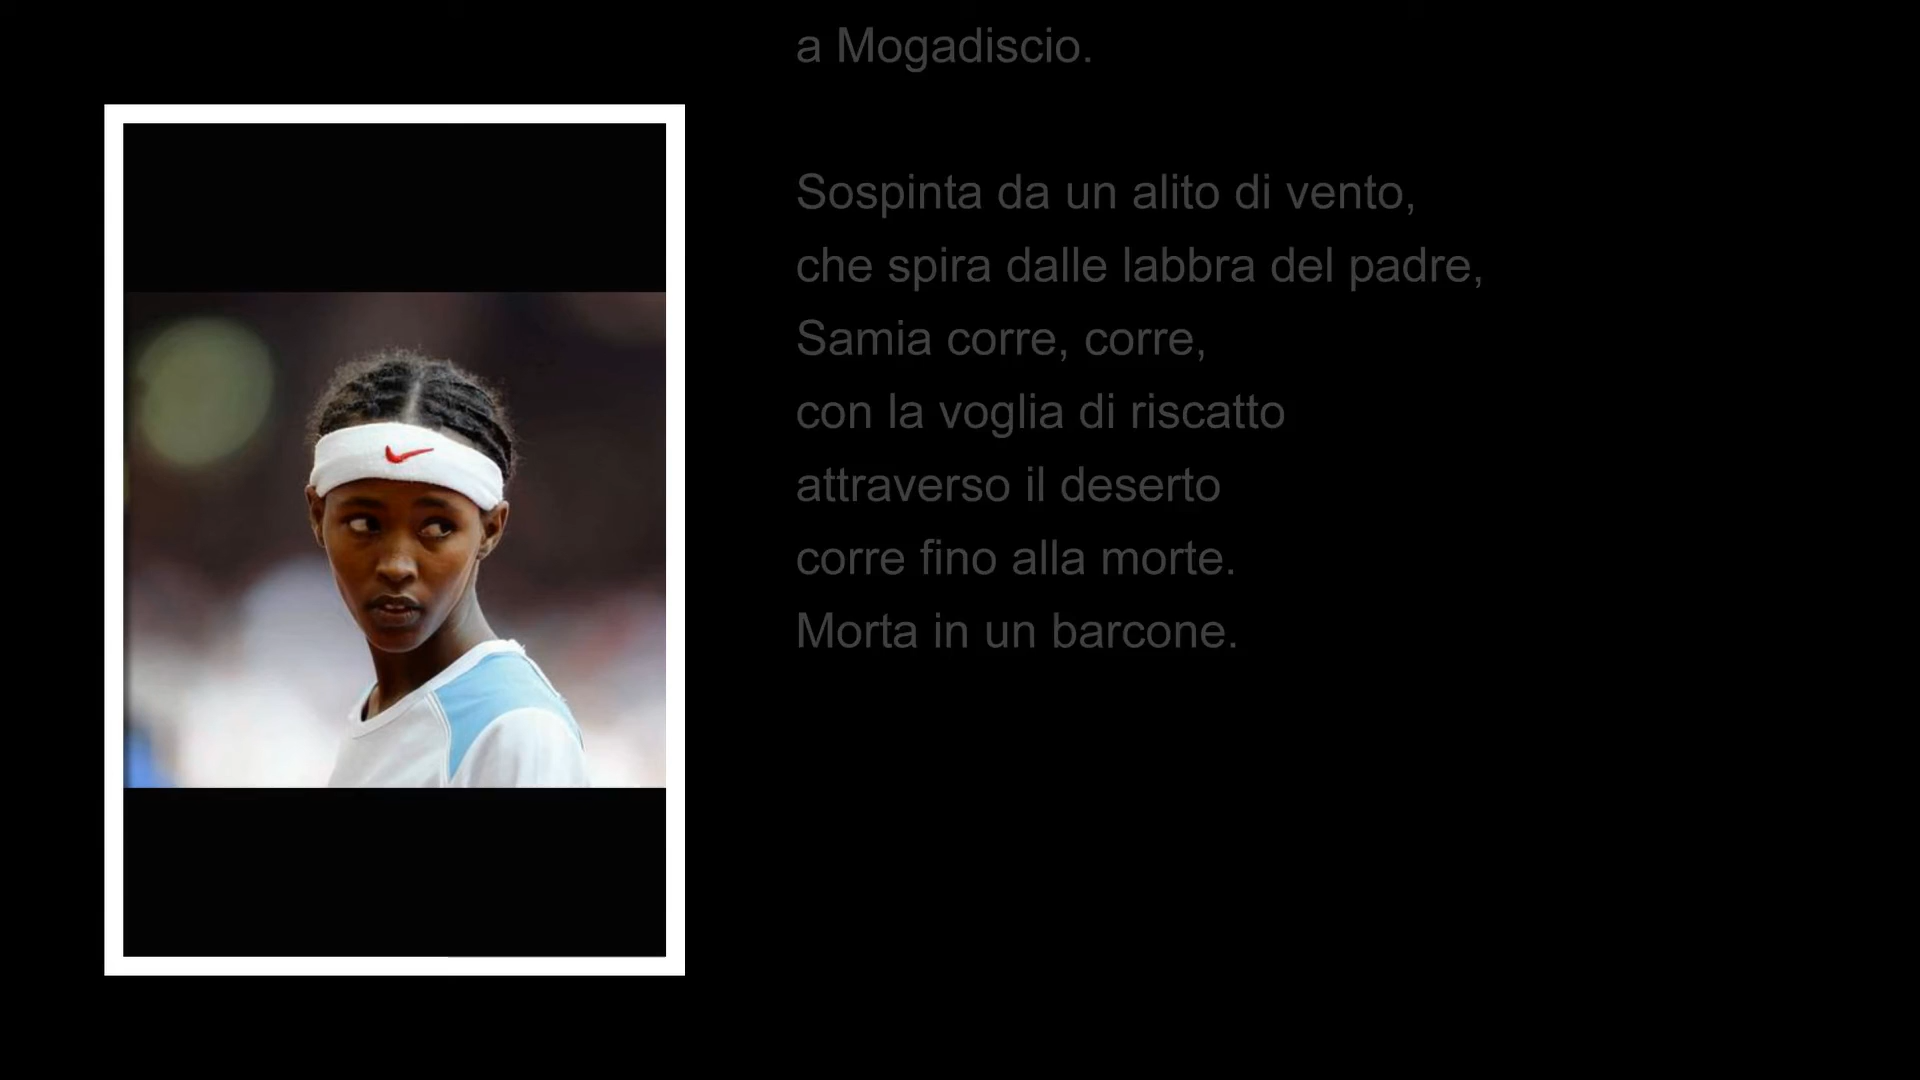 a Mogadiscio.
Sospinta da un alito di vento,
che spira dalle labbra del padre,
Samia corre, corre,
con la voglia di riscatto
attraverso il deserto
corre fino alla morte.
Morta in un barcone.